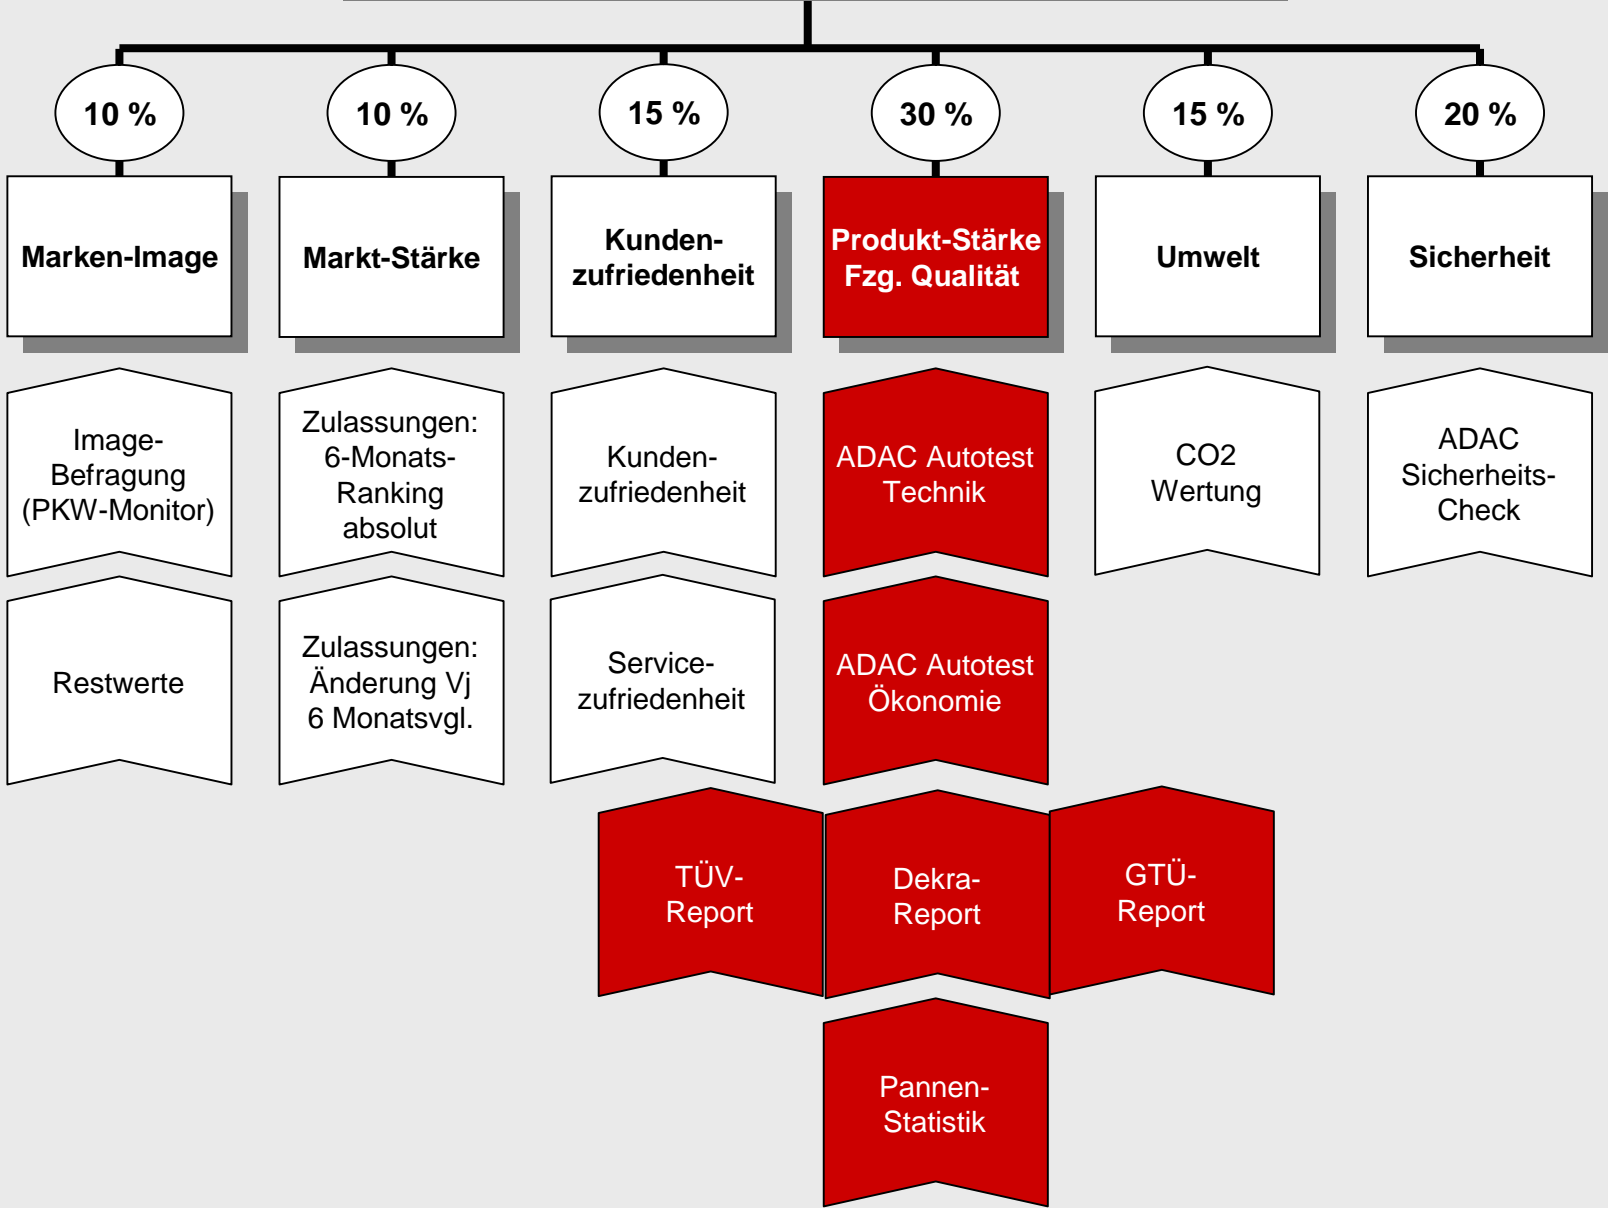 10 %
10 %
15 %
30 %
15 %
20 %
Marken-Image
Markt-Stärke
Kunden-
zufriedenheit
Produkt-Stärke
Fzg. Qualität
Umwelt
Sicherheit
Image-
Befragung
(PKW-Monitor)
Zulassungen:
6-Monats-
Ranking
absolut
Kunden-
zufriedenheit
ADAC Autotest
Technik
CO2
Wertung
ADAC
Sicherheits-
Check
Restwerte
Zulassungen:
Änderung Vj
6 Monatsvgl.
Service-
zufriedenheit
ADAC Autotest
Ökonomie
TÜV-
Report
Dekra-
Report
GTÜ-
Report
Pannen-
Statistik